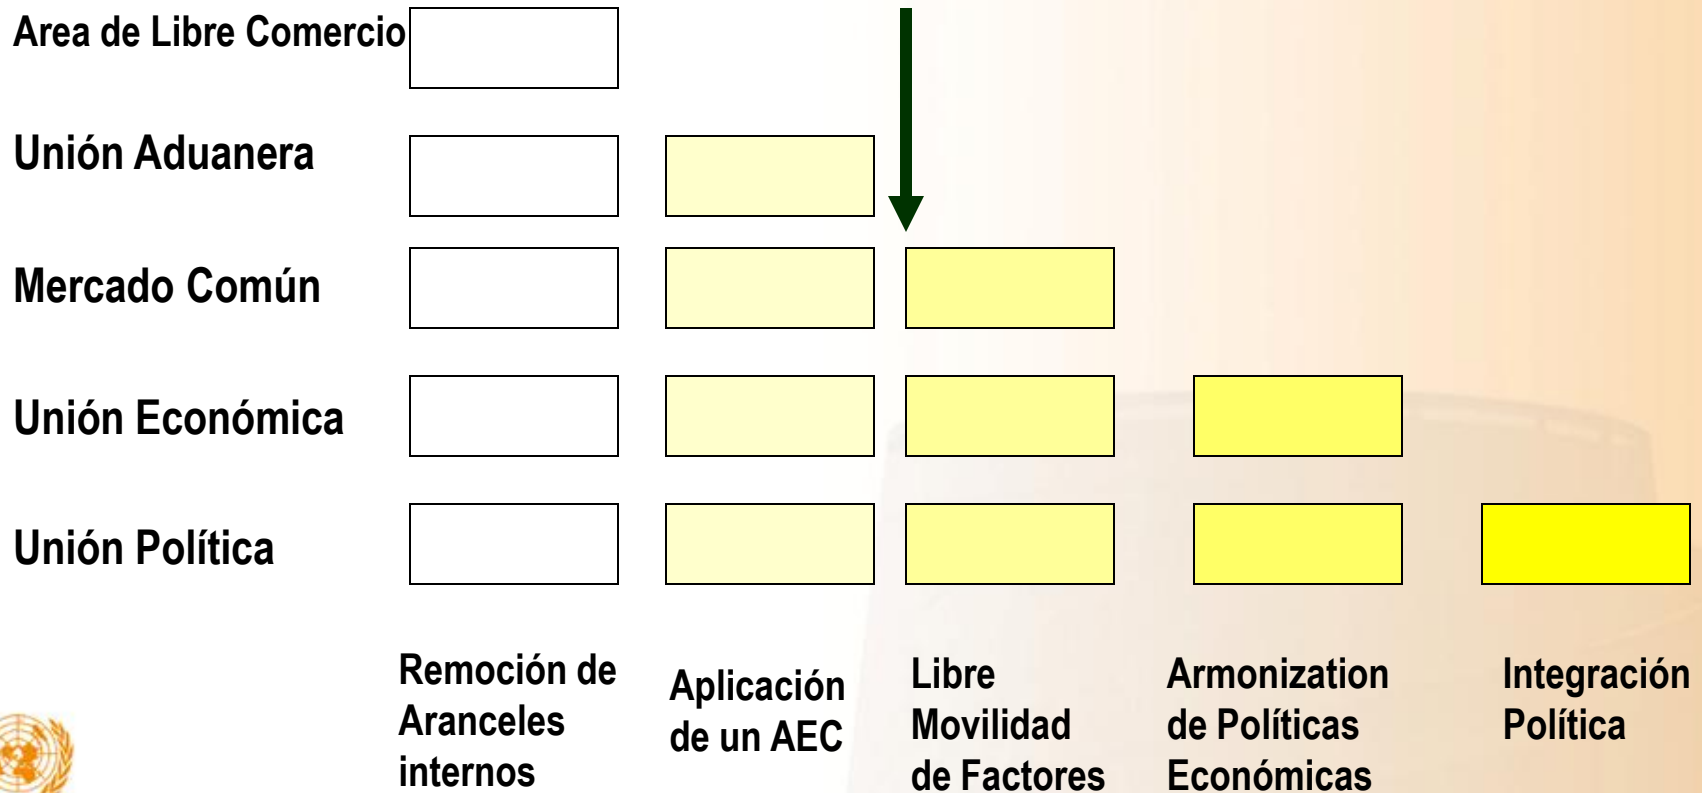 Area de Libre Comercio
Unión Aduanera
Mercado Común
Unión Económica
Unión Política
Remoción de
Aranceles
internos
Aplicación
de un AEC
Libre
Movilidad
de Factores
Armonization
de Políticas
Económicas
Integración
Política